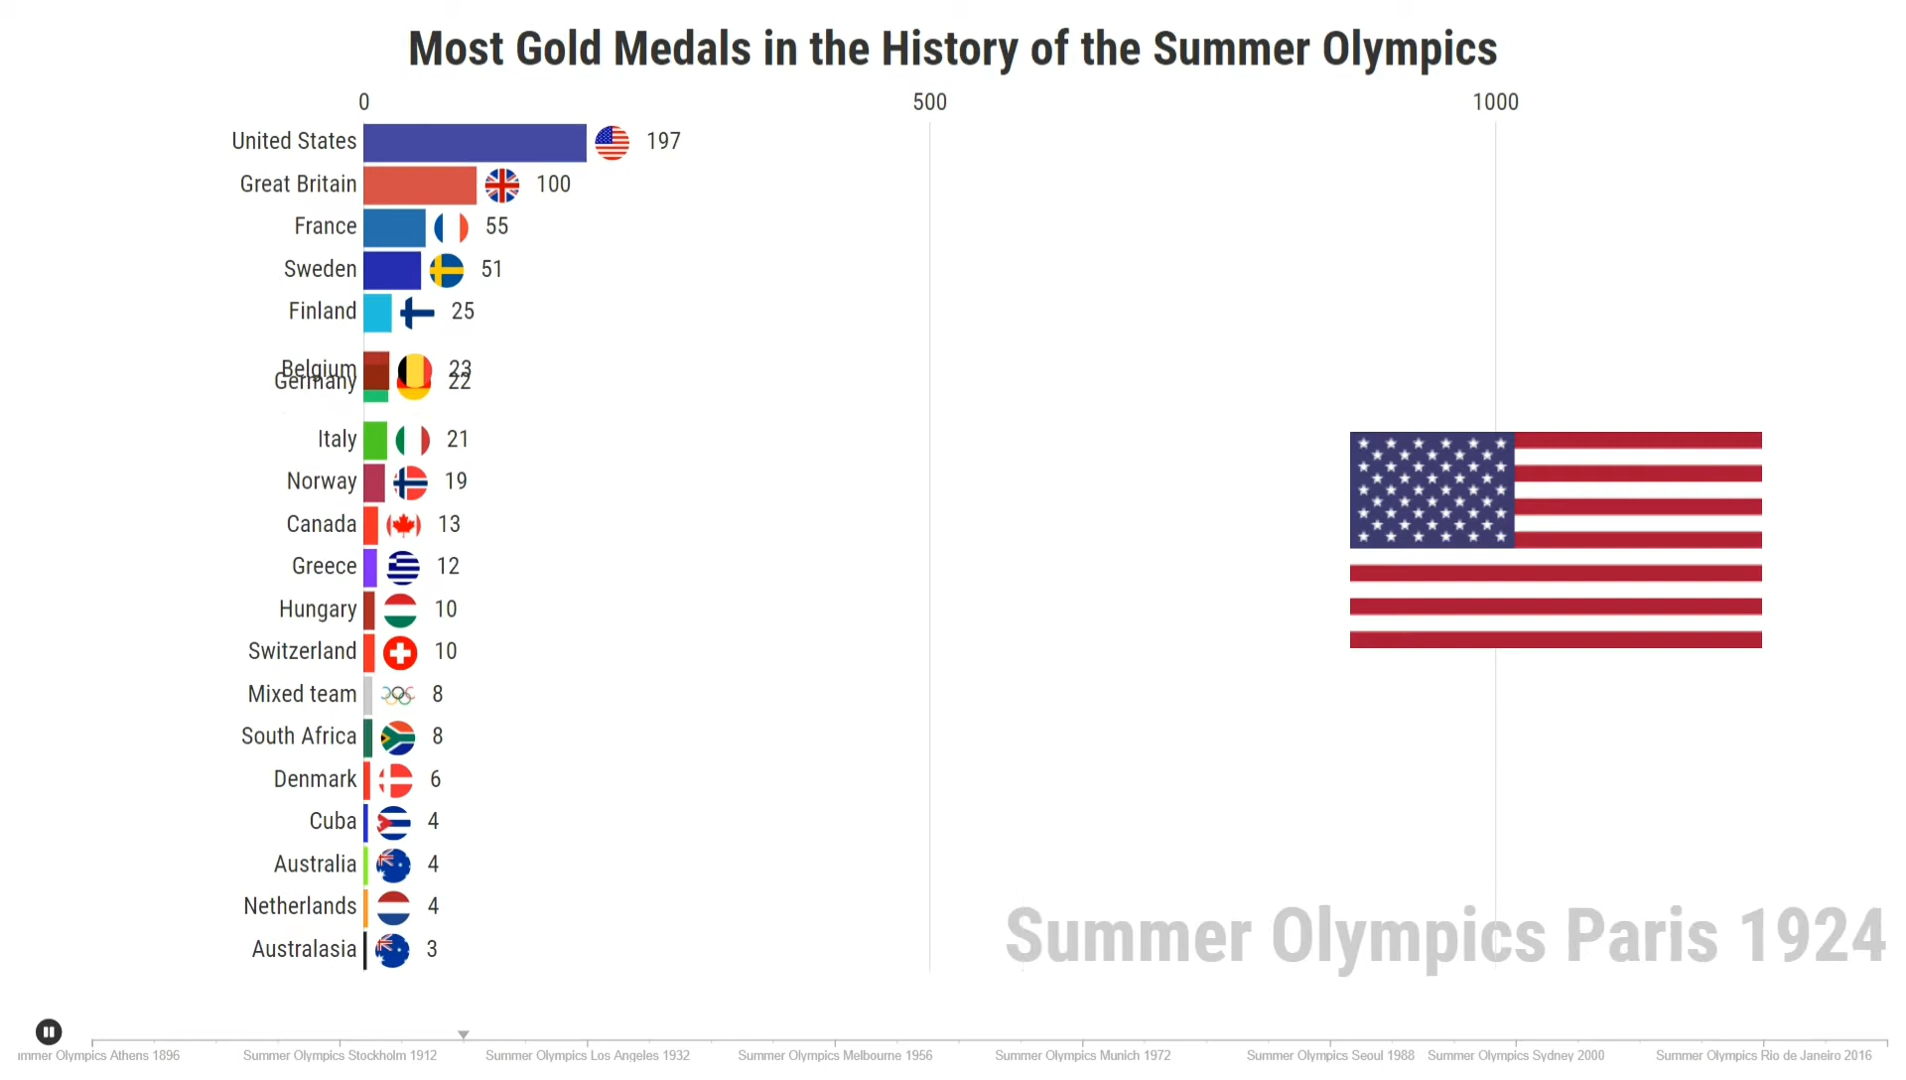 Most Gold Medals in the History of the Summer Olympics
0 500 1000
United States 197
Great Britain 100
France 55
Sweden 51
Finland 25
Belgium 23
Germany 22
Italy 21
Norway 19
Canada 13
Greece 12
Hungary 10
Switzerland 10
Mixed team 8
South Africa 8
Denmark 6
Cuba 4
Australia 4
Netherlands 4
Australasia 3
Summer Olympics Paris 1924
Olympics Athens 1896 Summer Olympics Stockholm 1912 Summer Olympics Los Angeles 1932 Summer Olympics Melbourne 1956 Summer Olympics Munich 1972 Summer Olympics Seoul 1988 Summer Olympics Sydney 2000 Summer Olympics Rio de Janeiro 2016